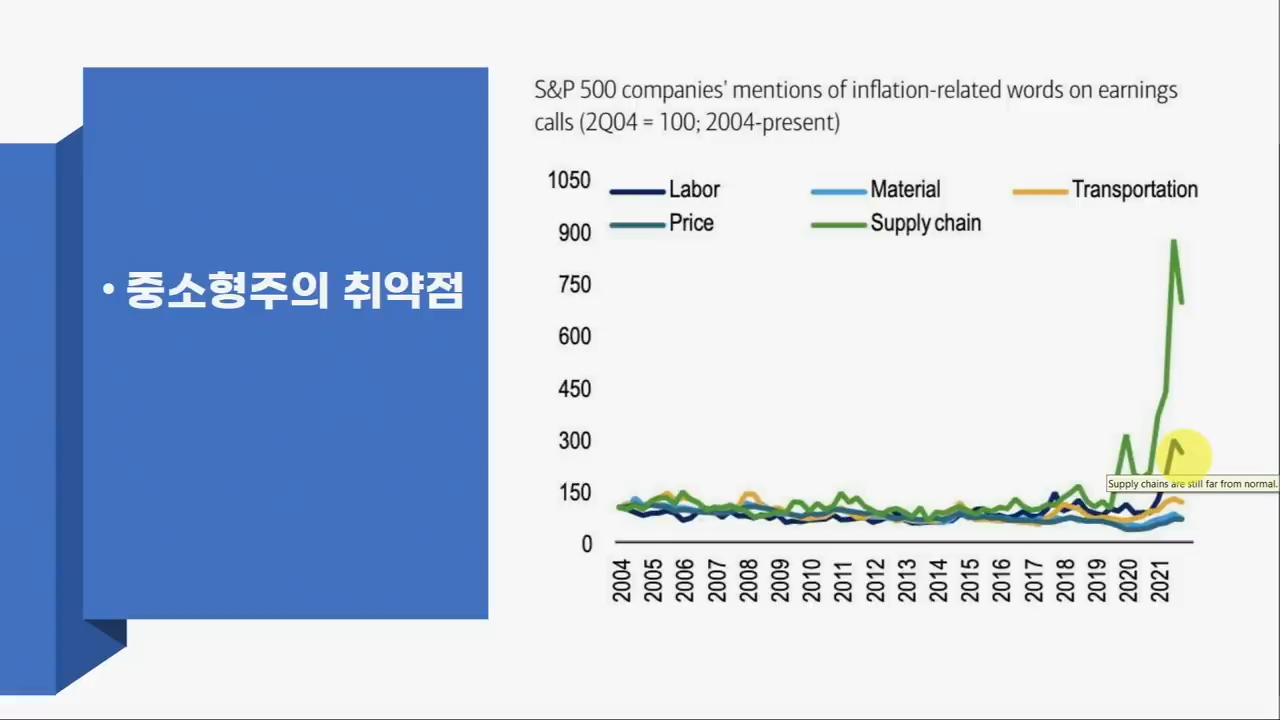 • 중소형주의 취약점
S&P 500 companies' mentions of inflation-related words on earnings
calls (2Q04 = 100; 2004-present)
1050
900
750
600
450
300
150
0
Labor
Material
Transportation
Price
Supply chain
Supply chains are still far from normal.
2004
2005
2006
2007
2008
2009
2010
2011
2012
2013
2014
2015
2016
2017
2018
2019
2020
2021